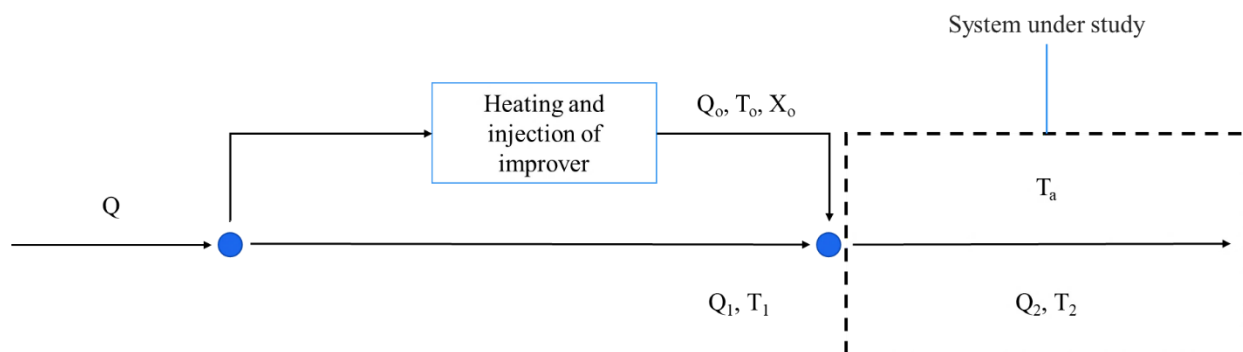 System under study
Heating and
injection of
improver
Qₒ, Tₒ, Xₒ
Tₐ
Q
Q₁, T₁
Q₂, T₂